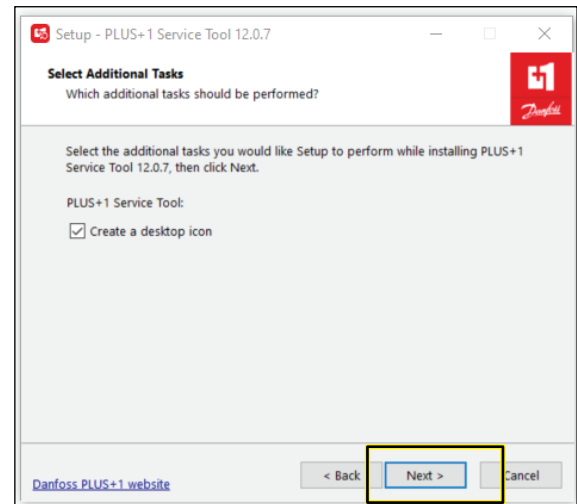 Setup - PLUS+1 Service Tool 12.0.7
Select Additional Tasks
Which additional tasks should be performed?
Danfoss
Select the additional tasks you would like Setup to perform while installing PLUS+1
Service Tool 12.0.7, then click Next.
PLUS+1 Service Tool:
Create a desktop icon
Danfoss PLUS+1 website
< Back
Next >
Cancel